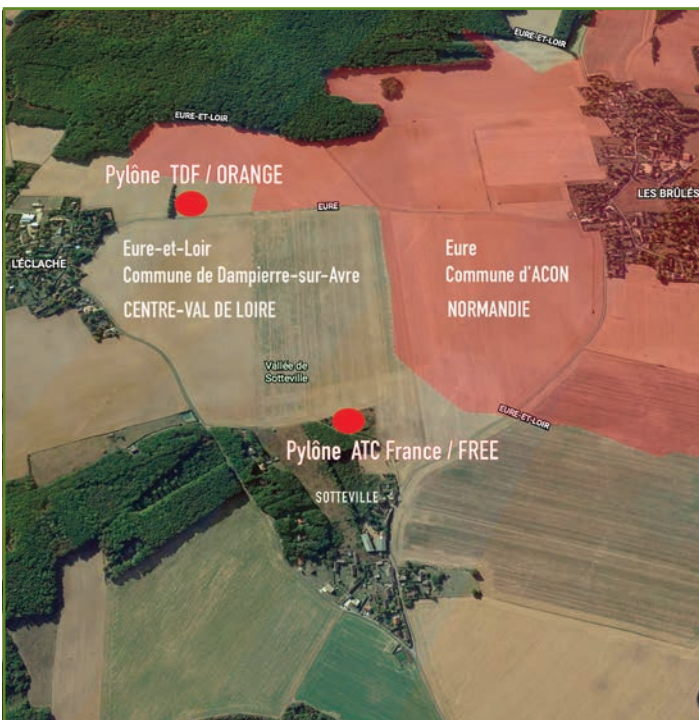 EURE-ET-LOIR
EURE-ET-LOIR
Pylône TDF / ORANGE
LES BRÛLÉS
EURE
Eure-et-Loir
Commune de Dampierre-sur-Avre
CENTRE-VAL DE LOIRE
Eure
Commune d'ACON
NORMANDIE
L'ÉCLACHE
Vallée de
Sotteville
EURE-ET-LOIR
Pylône ATC France / FREE
SOTTEVILLE